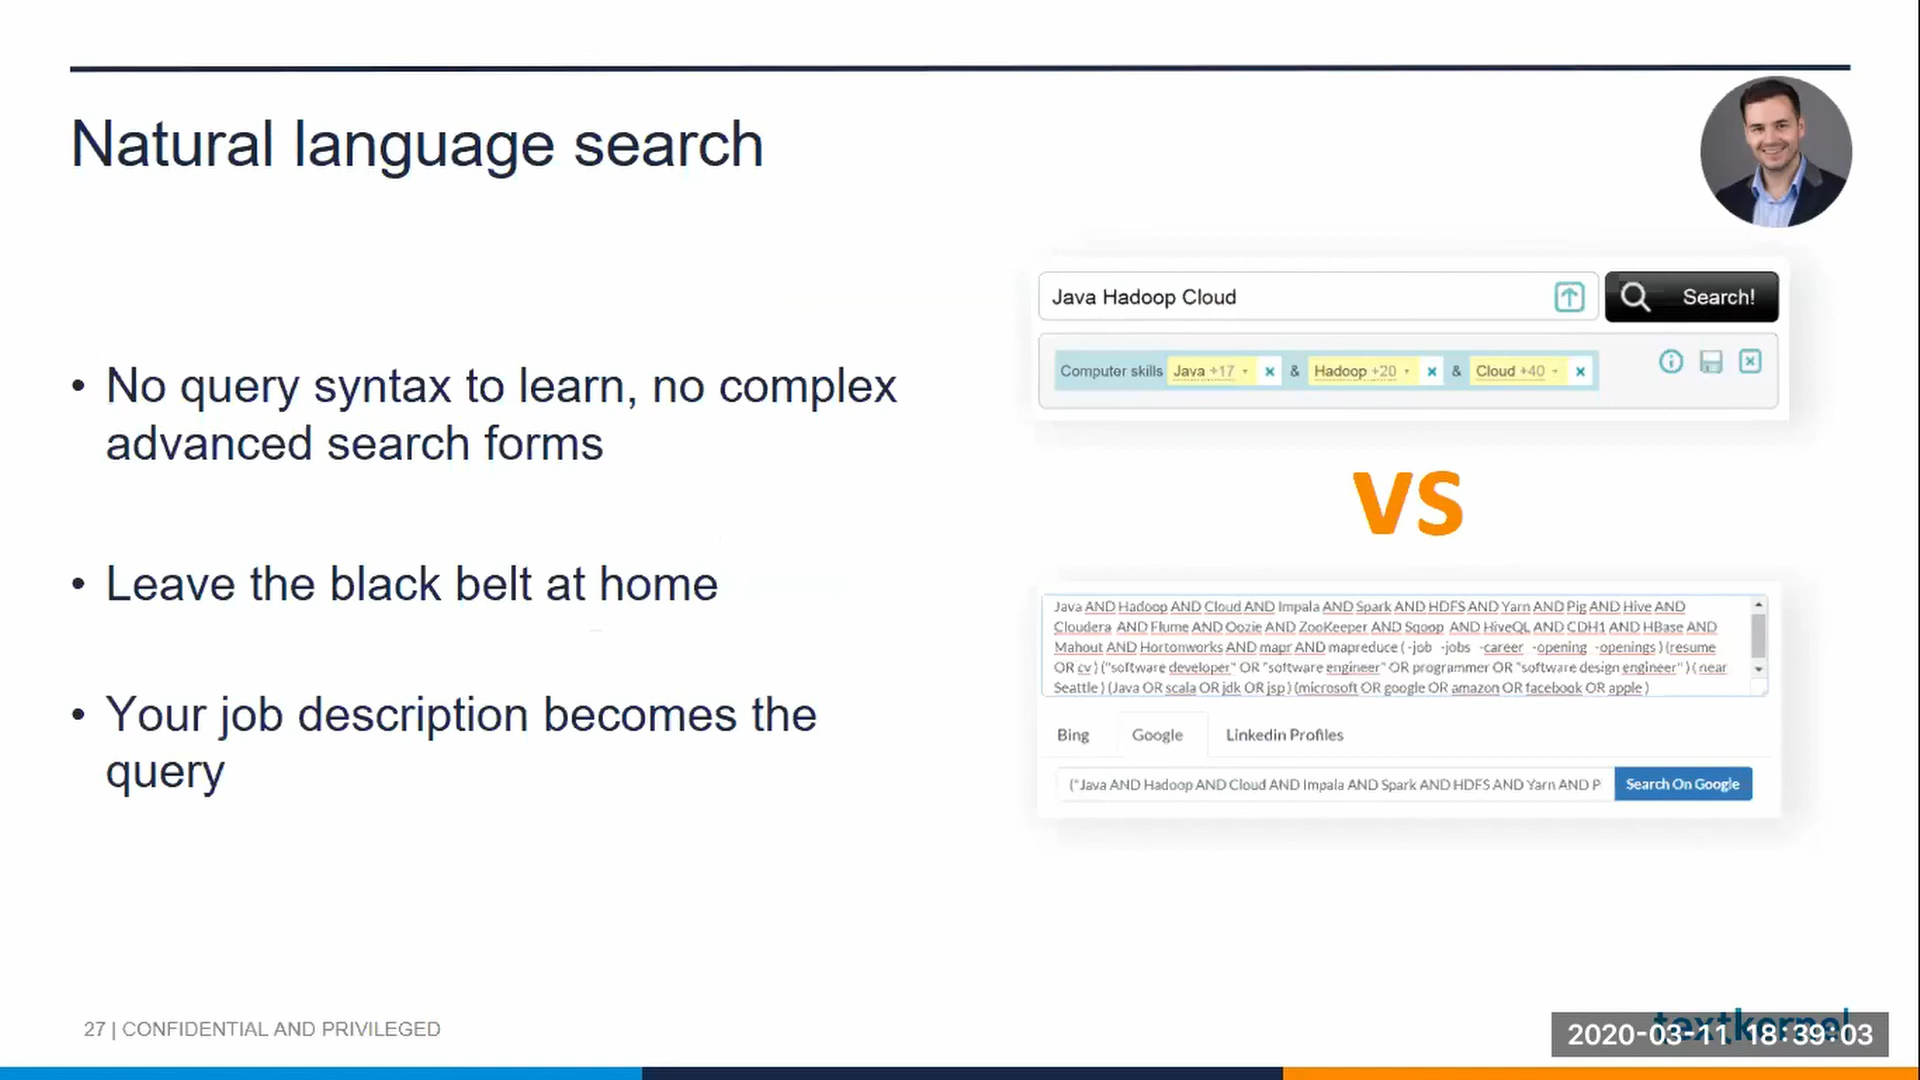 Natural language search
• No query syntax to learn, no complex
advanced search forms
• Leave the black belt at home
• Your job description becomes the
query
Java Hadoop Cloud
Search!
Computer skills Java +17 & Hadoop +20 & Cloud +40
VS
Java AND Hadoop AND Cloud AND Impala AND Spark AND HDFS AND Yarn AND Pig AND Hive AND
Cloudera AND Flume AND Oozie AND ZooKeeper AND Sqoop AND HiveQL AND CDH1 AND HBase AND
Mahout AND Hortonworks AND mapr AND mapreduce ( -job -jobs -career -opening -openings ) (resume
OR cv ) ("software developer" OR "software engineer" OR programmer OR "software design engineer" ) ( near
Seattle ) (Java OR scala OR jdk OR jsp ) (microsoft OR google OR amazon OR facebook OR apple )
Bing Google Linkedin Profiles
("Java AND Hadoop AND Cloud AND Impala AND Spark AND HDFS AND Yarn AND P
Search On Google
27 | CONFIDENTIAL AND PRIVILEGED
textkernel
2020-03-11 18:39:03